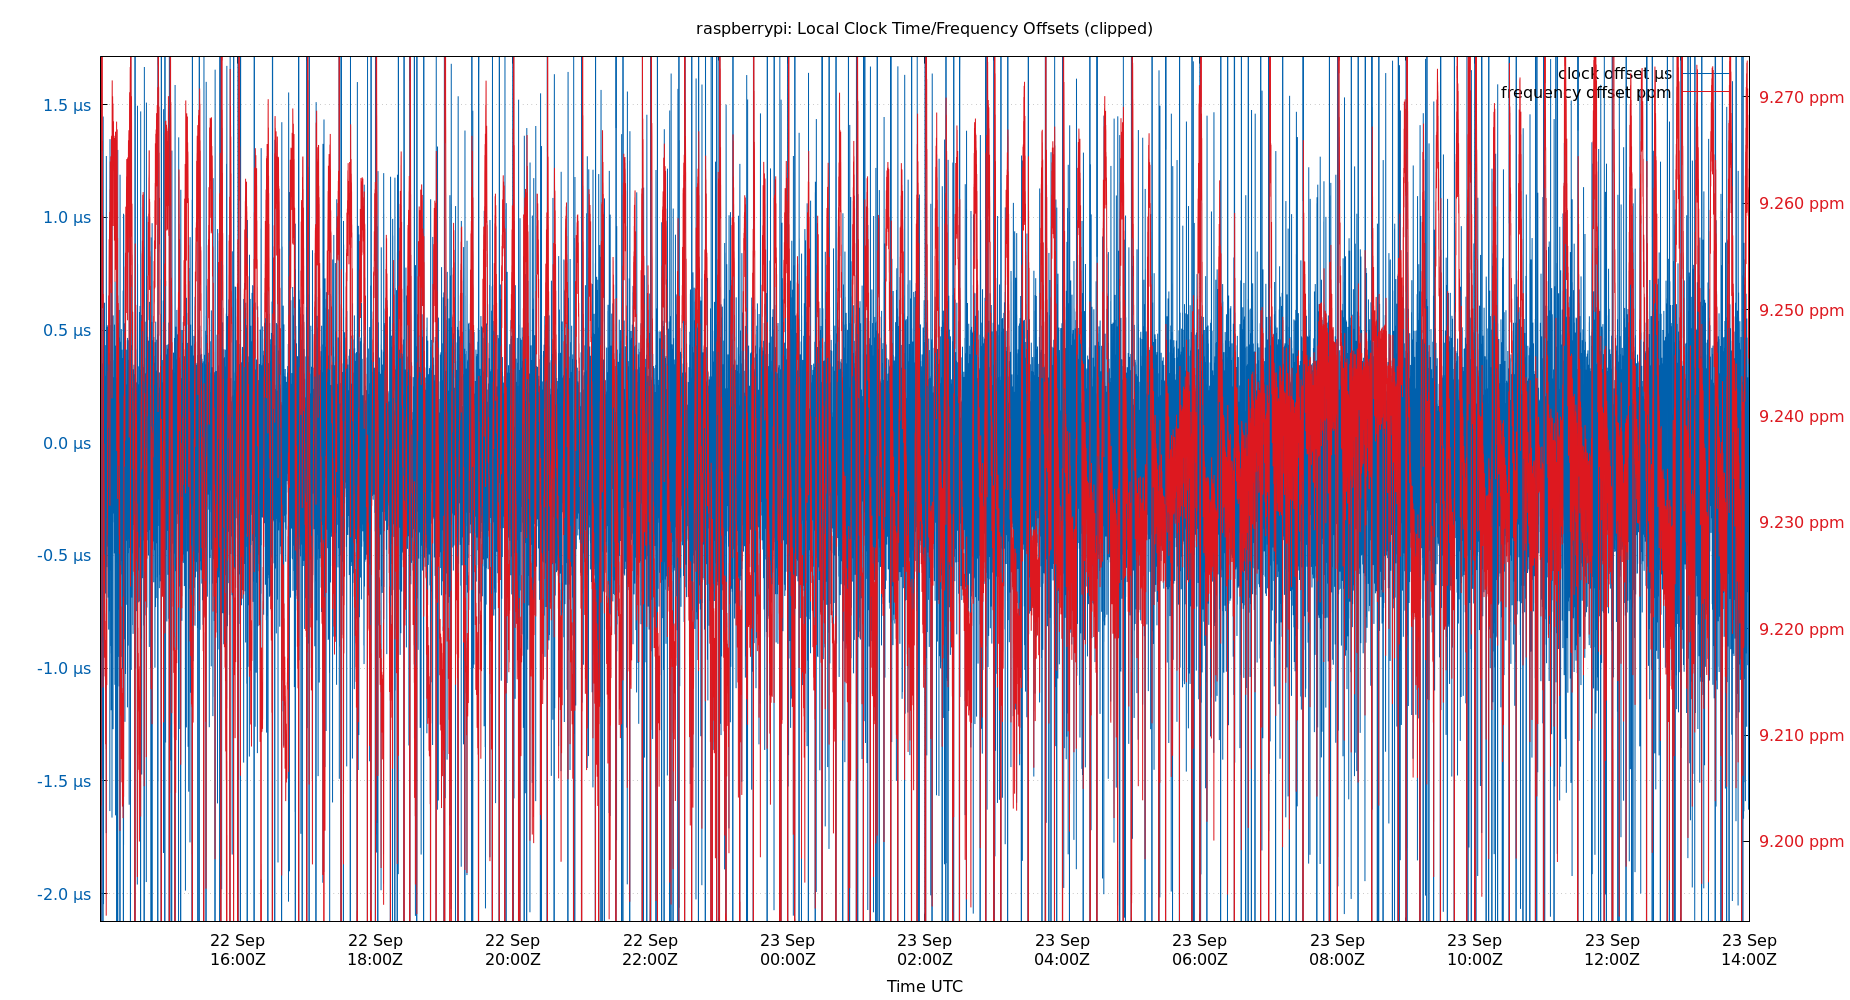 raspberrypi: Local Clock Time/Frequency Offsets (clipped)
clock offset µs
frequency offset ppm
1.5 µs
1.0 µs
0.5 µs
0.0 µs
-0.5 µs
-1.0 µs
-1.5 µs
-2.0 µs
9.270 ppm
9.260 ppm
9.250 ppm
9.240 ppm
9.230 ppm
9.220 ppm
9.210 ppm
9.200 ppm
22 Sep 22 Sep 22 Sep 22 Sep 23 Sep 23 Sep 23 Sep 23 Sep 23 Sep 23 Sep 23 Sep 23 Sep
16:00Z 18:00Z 20:00Z 22:00Z 00:00Z 02:00Z 04:00Z 06:00Z 08:00Z 10:00Z 12:00Z 14:00Z
Time UTC